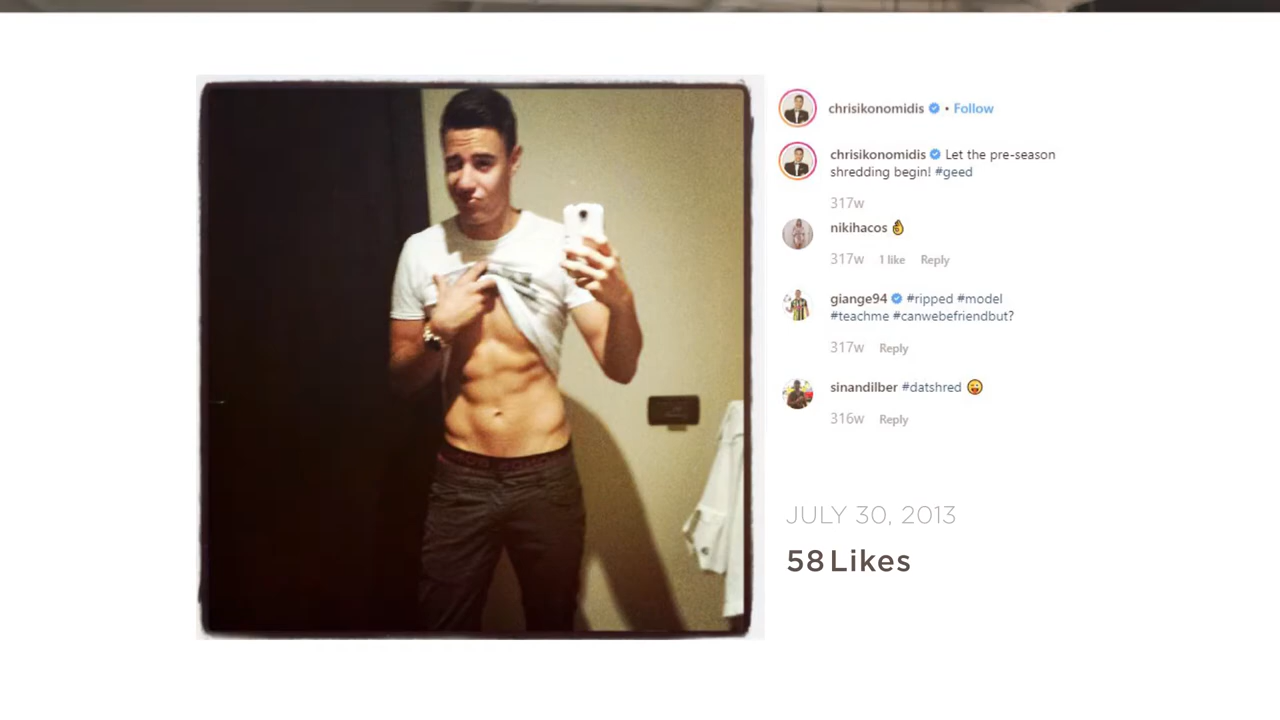 chrisikonomidis • Follow
chrisikonomidis Let the pre-season
shredding begin! #geed
317w
nikihacos 👌
317w 1 like Reply
giange94 #ripped #model
#teachme #canwebefriendbut?
317w Reply
sinandilber #datshred 😜
316w Reply
JULY 30, 2013
58 Likes